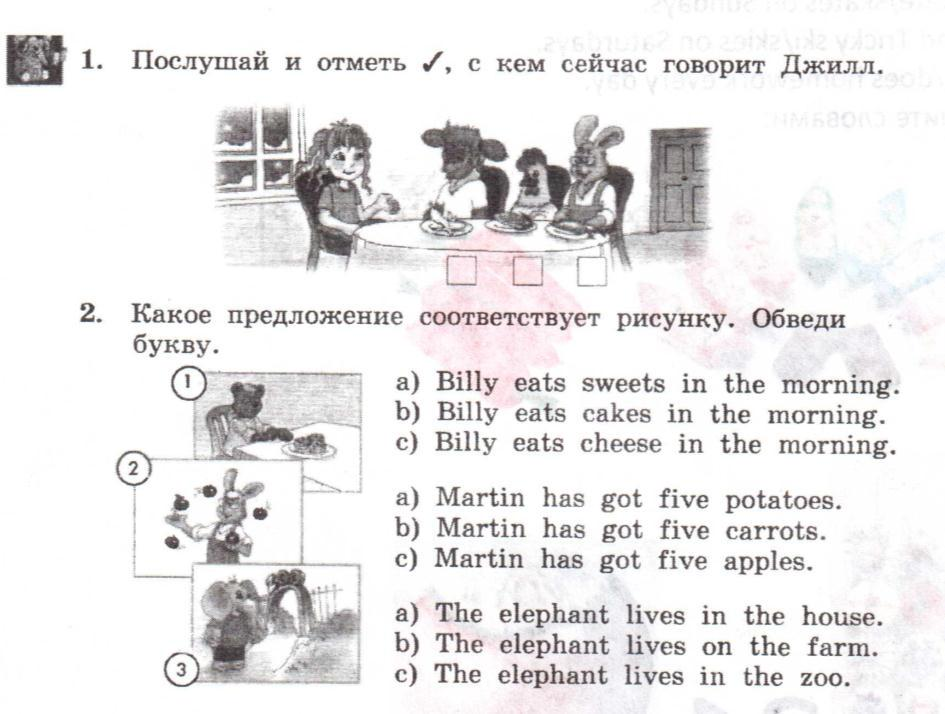 1. Послушай и отметь ✓, с кем сейчас говорит Джилл.
2. Какое предложение соответствует рисунку. Обведи
букву.
1
a) Billy eats sweets in the morning.
b) Billy eats cakes in the morning.
c) Billy eats cheese in the morning.
2
a) Martin has got five potatoes.
b) Martin has got five carrots.
c) Martin has got five apples.
3
a) The elephant lives in the house.
b) The elephant lives on the farm.
c) The elephant lives in the zoo.